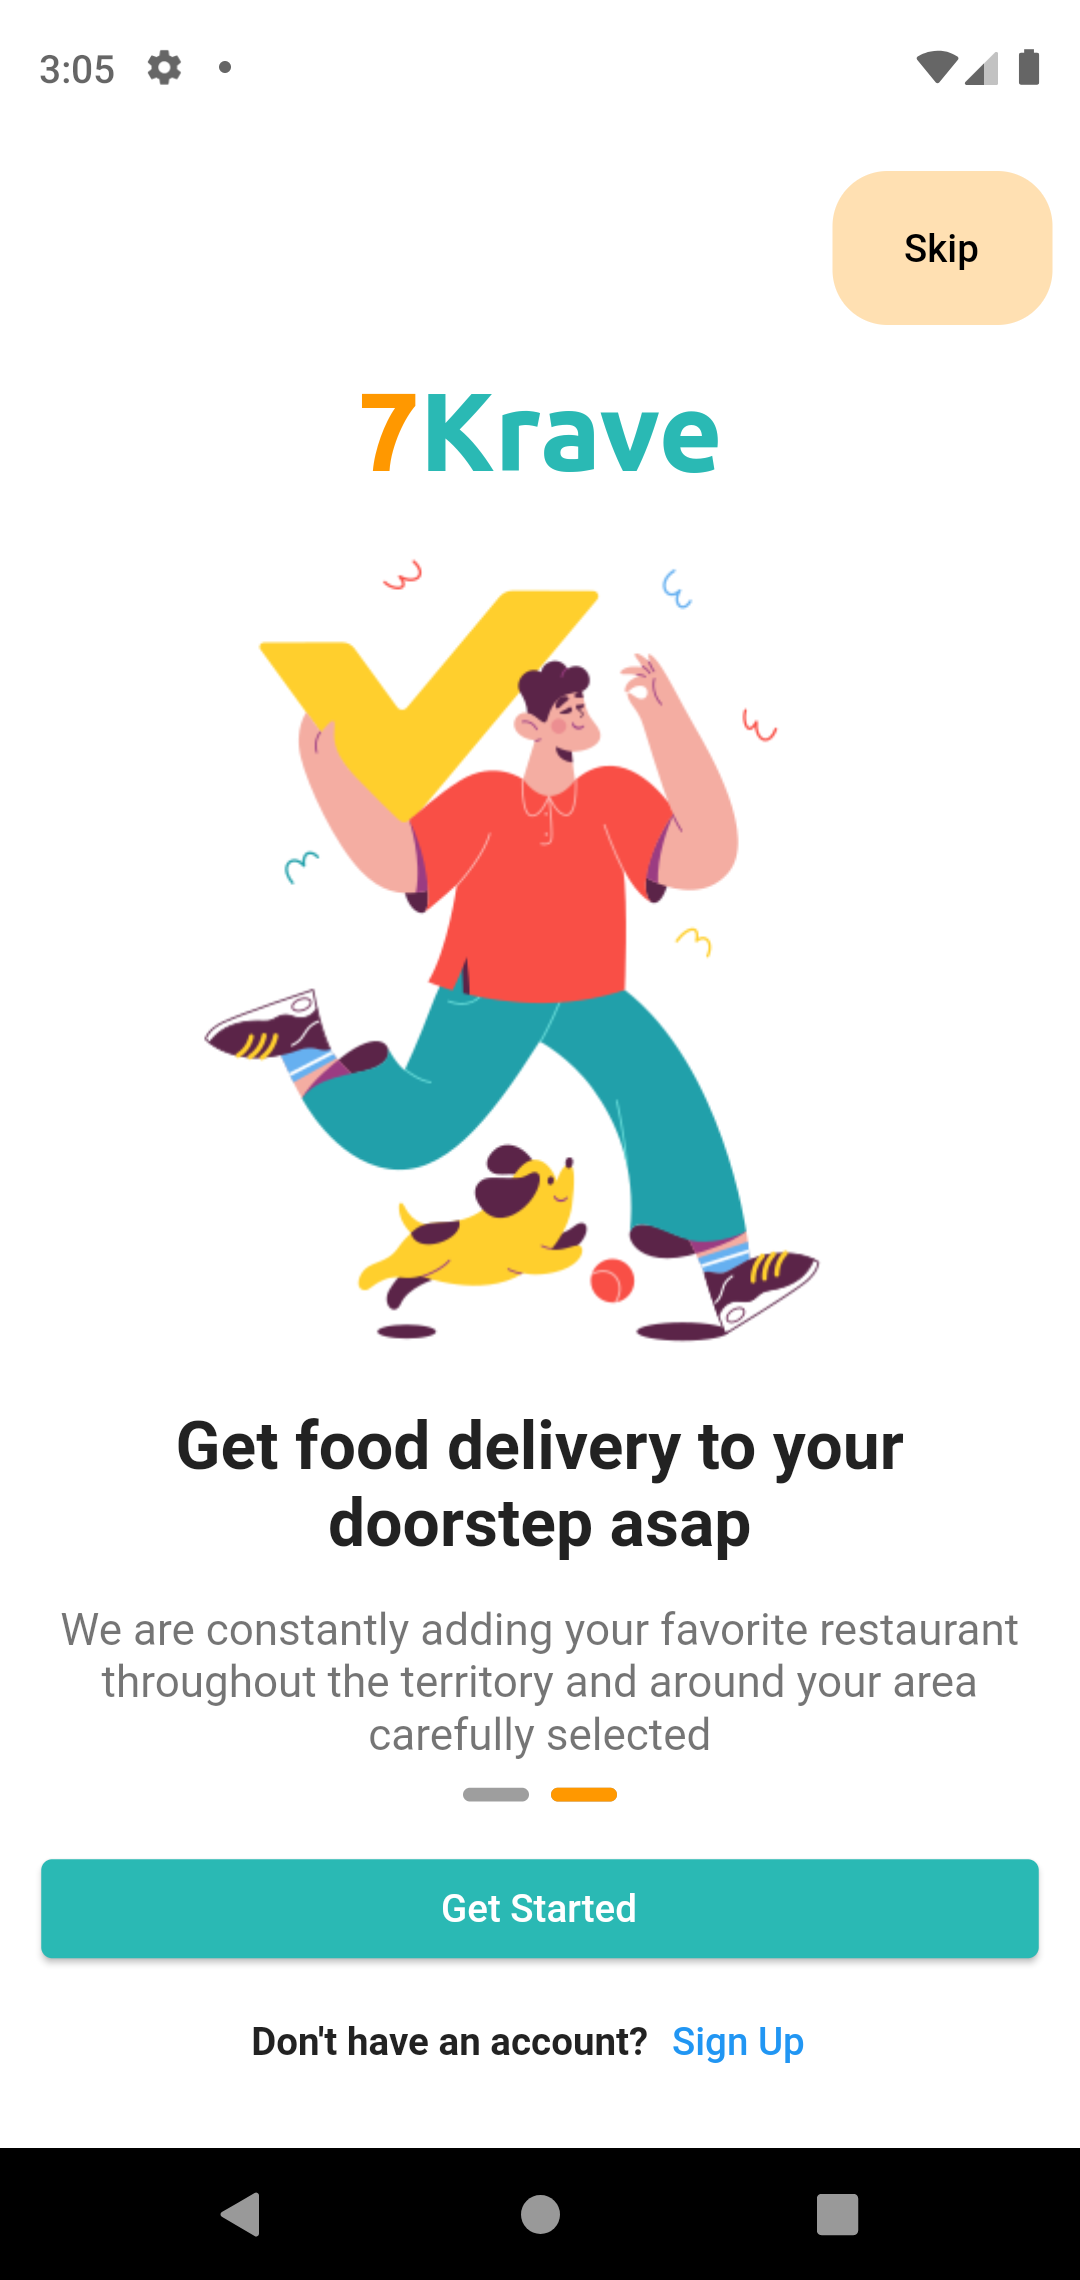 3:05
Skip
7Krave
Get food delivery to your
doorstep asap
We are constantly adding your favorite restaurant
throughout the territory and around your area
carefully selected
Get Started
Don't have an account? Sign Up